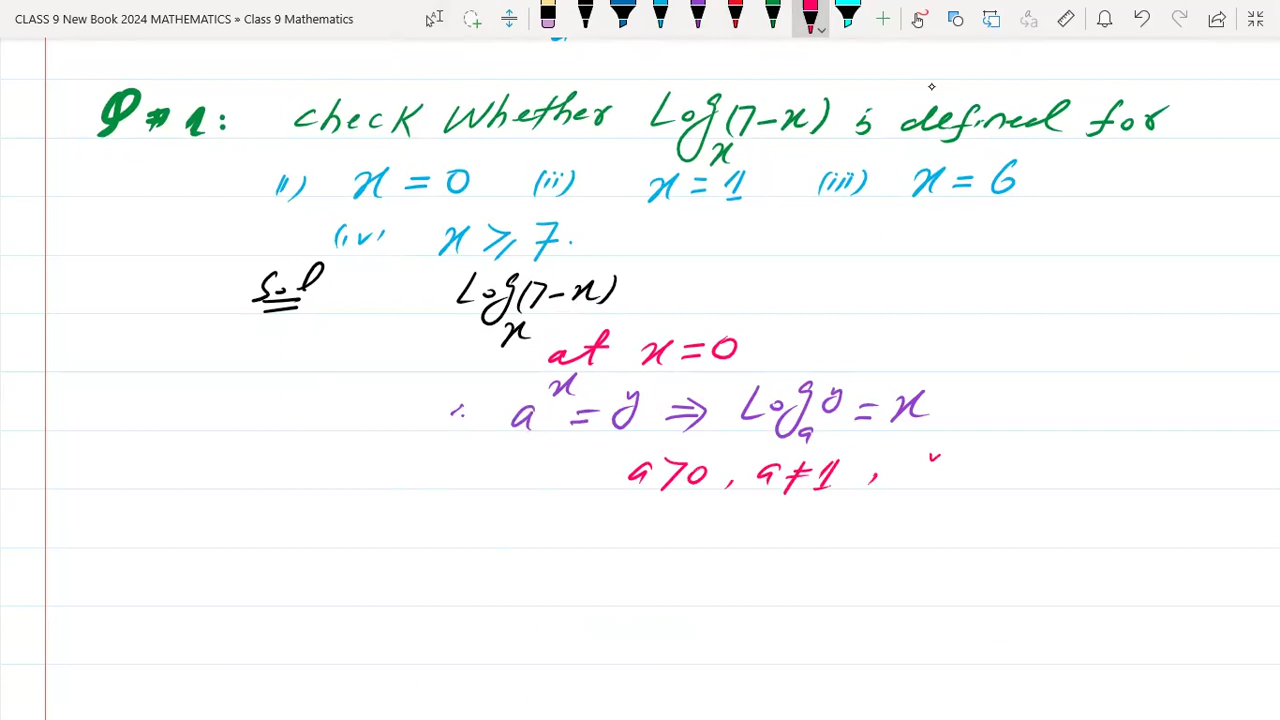 CLASS 9 New Book 2024 MATHEMATICS » Class 9 Mathematics
Q # 1: Check Whether Log_x(7-x) is defined for
(i) x = 0 (ii) x = 1 (iii) x = 6
(iv) x ≥ 7.
Sol Log_x(7-x)
at x = 0
∴ a^x = y ⇒ Log_a y = x
a > 0, a ≠ 1,